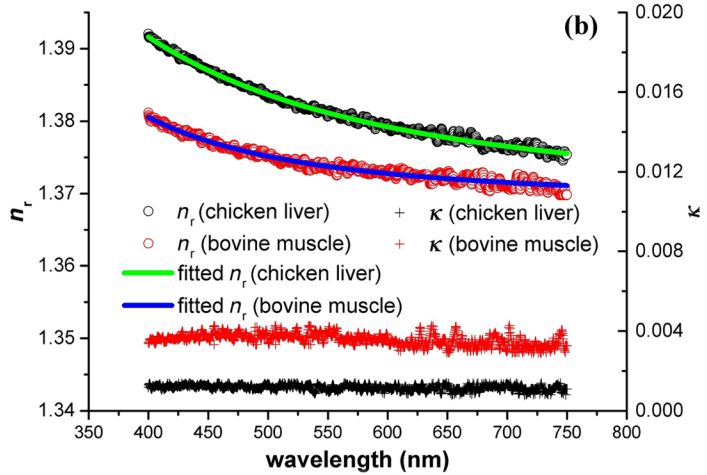 (b)
1.39
1.38
1.37
1.36
1.35
1.34
0.020
0.016
0.012
0.008
0.004
0.000
n_r
κ
n_r (chicken liver)
κ (chicken liver)
n_r (bovine muscle)
κ (bovine muscle)
fitted n_r (chicken liver)
fitted n_r (bovine muscle)
350 400 450 500 550 600 650 700 750 800
wavelength (nm)